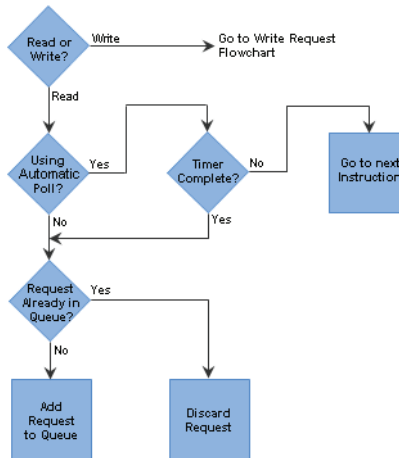 Read or
Write?
Write
Go to Write Request
Flowchart
Read
Using
Automatic
Poll?
Yes
Timer
Complete?
No
Go to next
Instruction
No
Yes
Request
Already in
Queue?
Yes
No
Add
Request
to Queue
Discard
Request